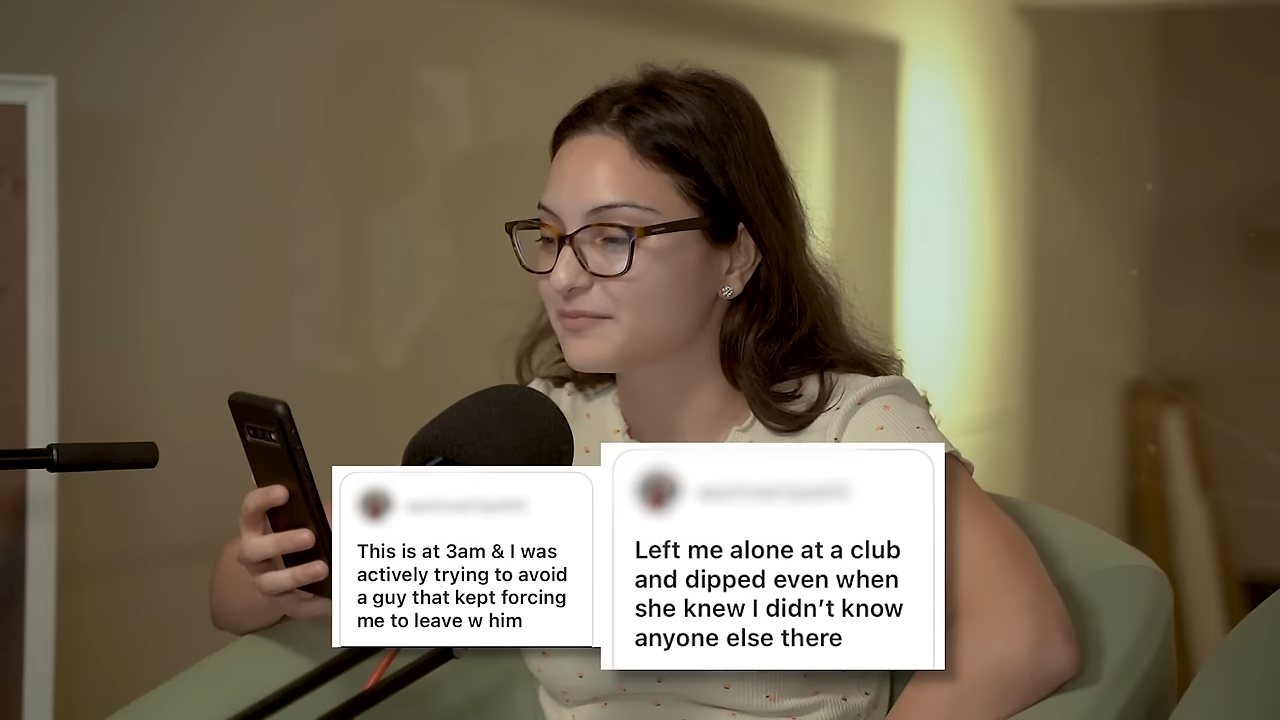 This is at 3am & I was
actively trying to avoid
a guy that kept forcing
me to leave w him
Left me alone at a club
and dipped even when
she knew I didn't know
anyone else there